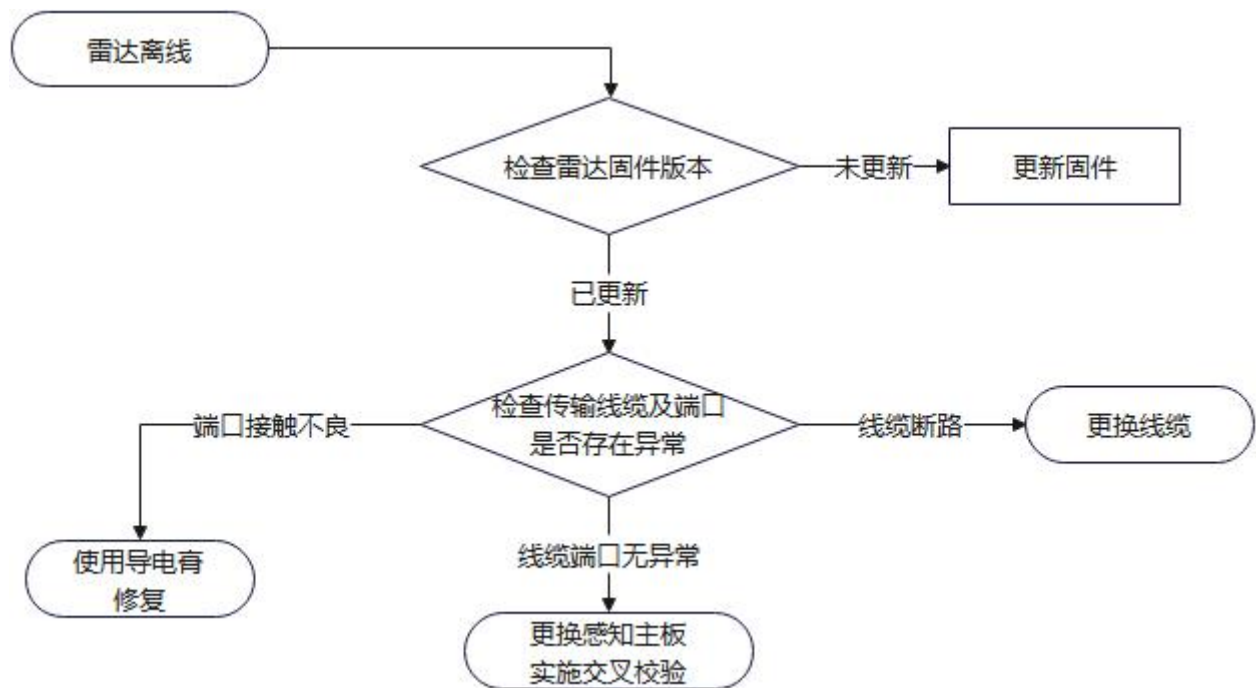 雷达离线
检查雷达固件版本
未更新
更新固件
已更新
检查传输线缆及端口
是否存在异常
端口接触不良
线缆断路
更换线缆
使用导电膏
修复
线缆端口无异常
更换感知主板
实施交叉校验